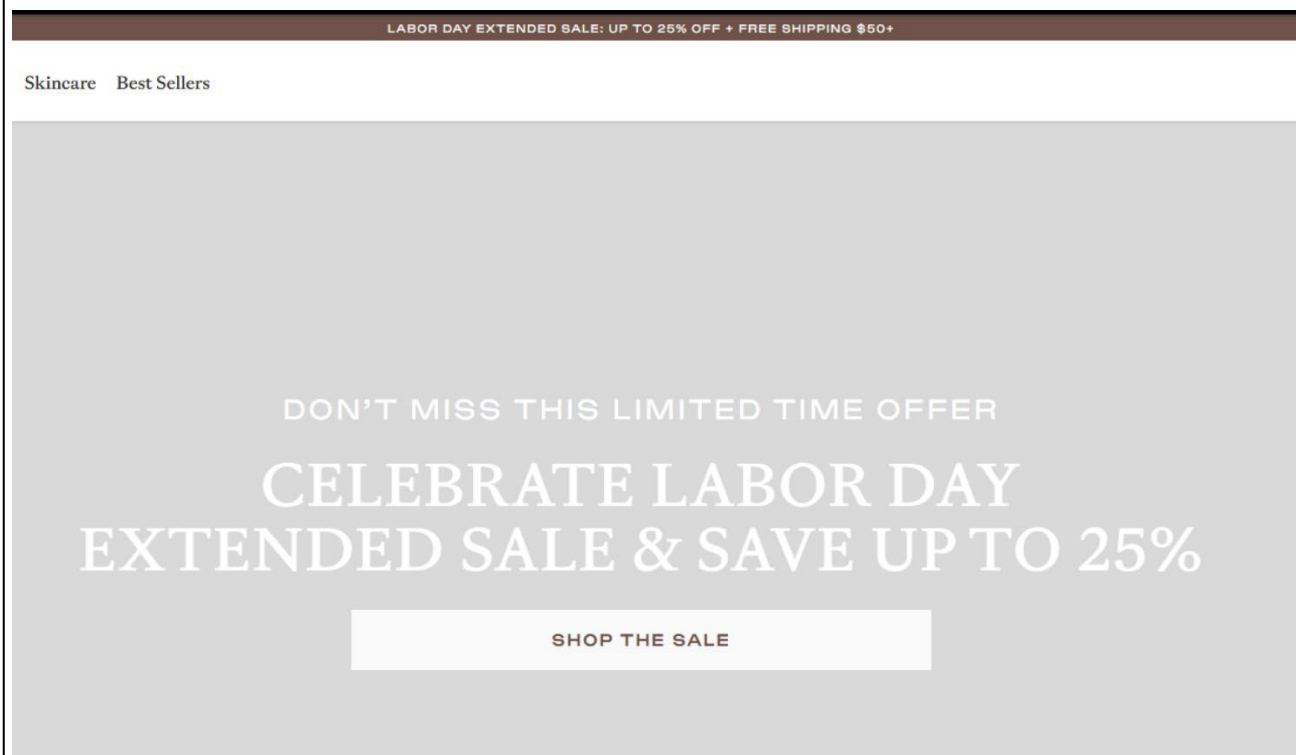 LABOR DAY EXTENDED SALE: UP TO 25% OFF + FREE SHIPPING $50+
Skincare Best Sellers
DON’T MISS THIS LIMITED TIME OFFER
CELEBRATE LABOR DAY
EXTENDED SALE & SAVE UP TO 25%
SHOP THE SALE